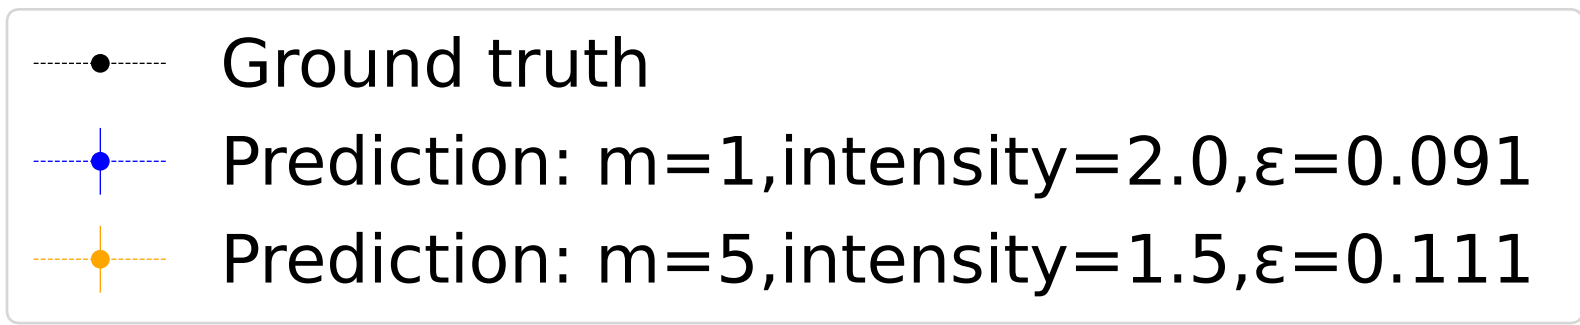 Ground truth
Prediction: m=1,intensity=2.0,ε=0.091
Prediction: m=5,intensity=1.5,ε=0.111